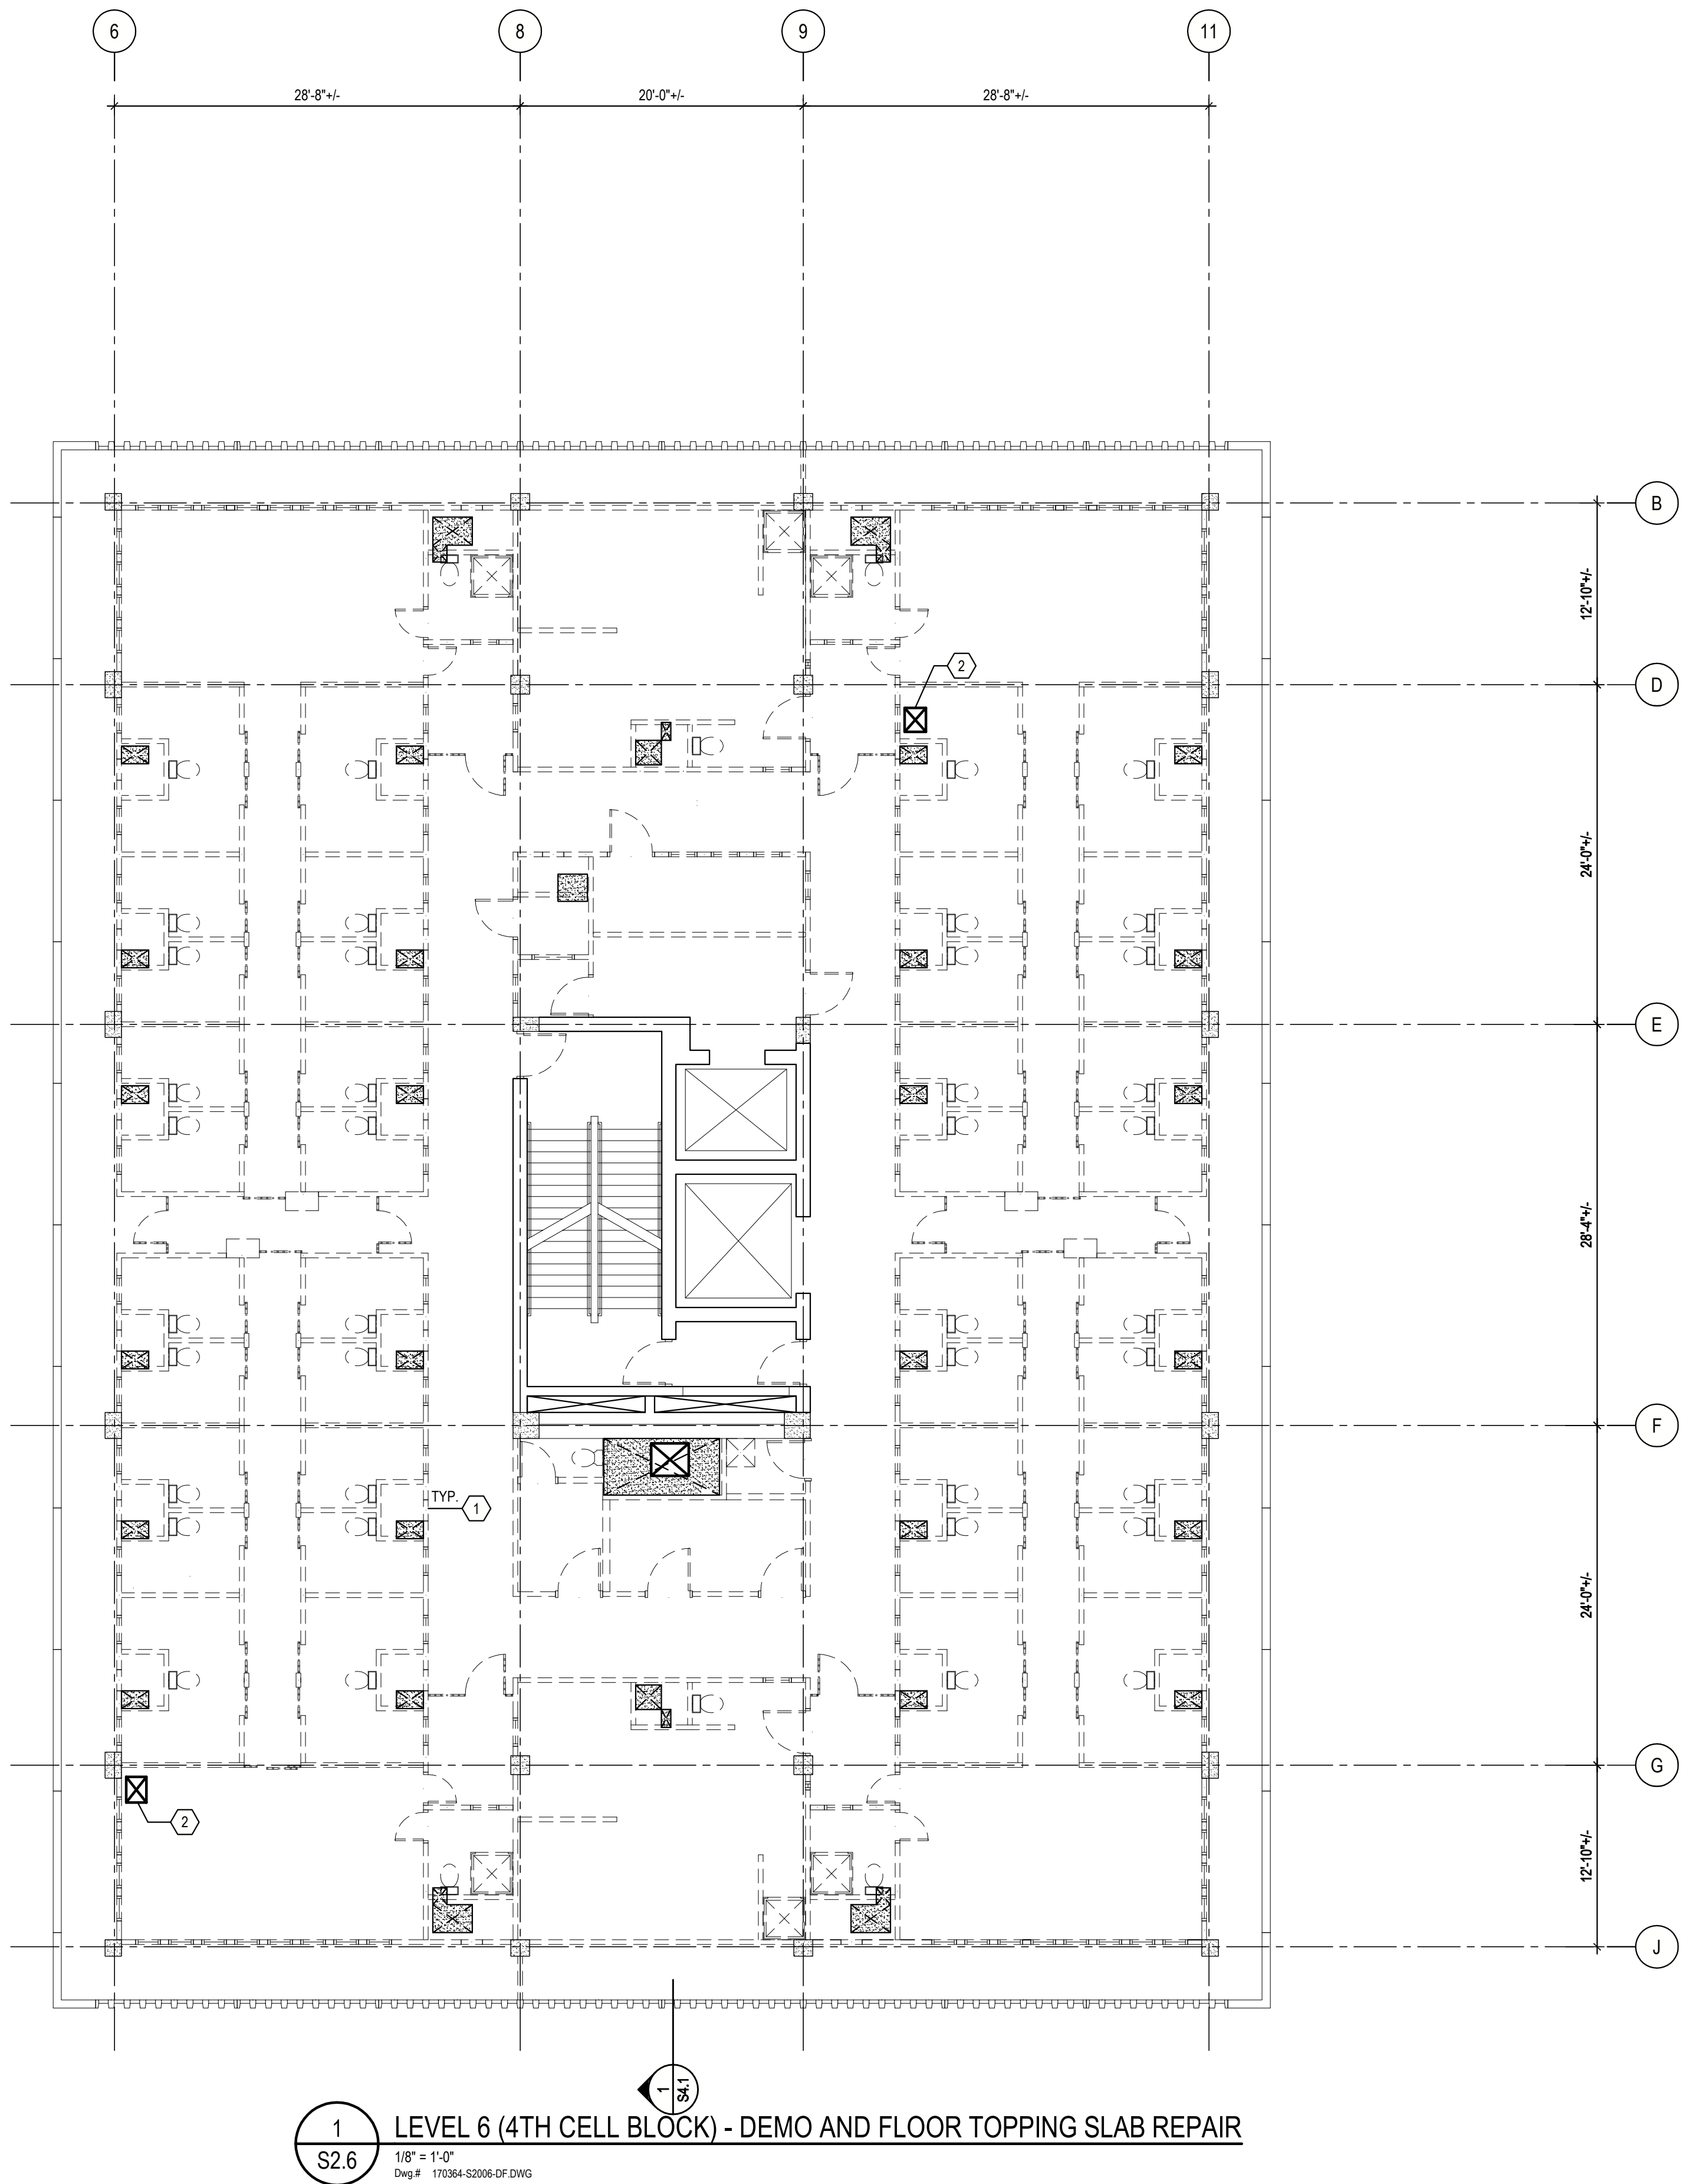 6
8
9
11
28'-8"+/-
20'-0"+/-
28'-8"+/-
B
12'-10"+/-
2
D
24'-0"+/-
E
28'-4"+/-
F
TYP.
1
24'-0"+/-
G
2
12'-10"+/-
J
1
S4.1
1
LEVEL 6 (4TH CELL BLOCK) - DEMO AND FLOOR TOPPING SLAB REPAIR
S2.6
1/8" = 1'-0"
Dwg.# 170364-S2006-DF.DWG